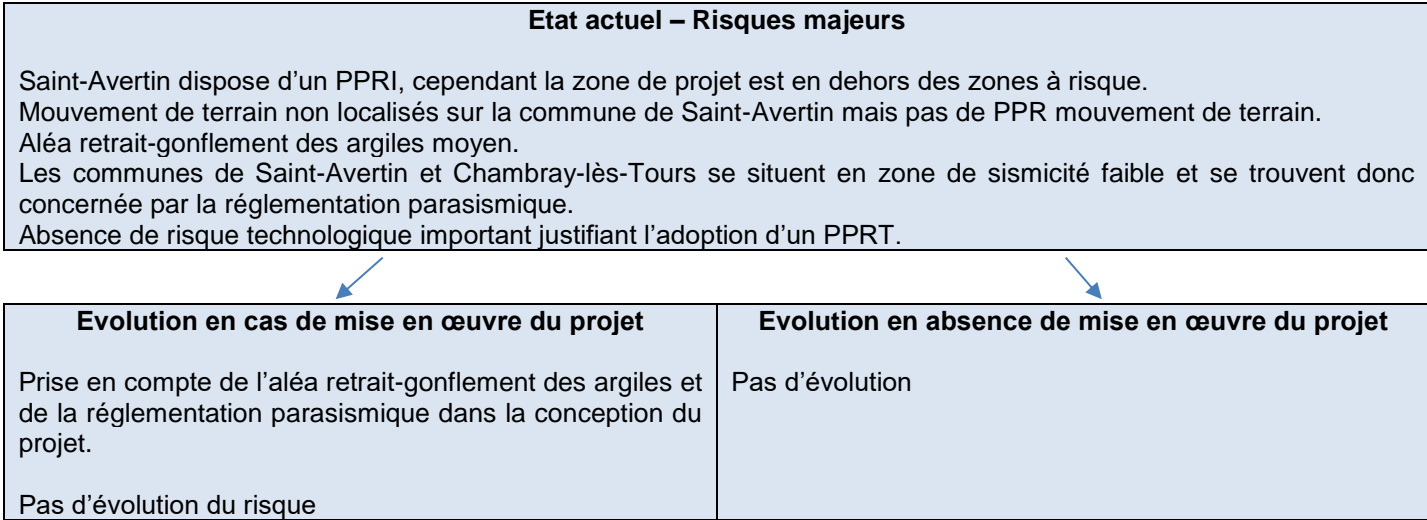 Etat actuel – Risques majeurs
Saint-Avertin dispose d’un PPRI, cependant la zone de projet est en dehors des zones à risque.
Mouvement de terrain non localisés sur la commune de Saint-Avertin mais pas de PPR mouvement de terrain.
Aléa retrait-gonflement des argiles moyen.
Les communes de Saint-Avertin et Chambray-lès-Tours se situent en zone de sismicité faible et se trouvent donc
concernée par la réglementation parasismique.
Absence de risque technologique important justifiant l’adoption d’un PPRT.
Evolution en cas de mise en œuvre du projet
Prise en compte de l’aléa retrait-gonflement des argiles et
de la réglementation parasismique dans la conception du
projet.
Pas d’évolution du risque
Evolution en absence de mise en œuvre du projet
Pas d’évolution